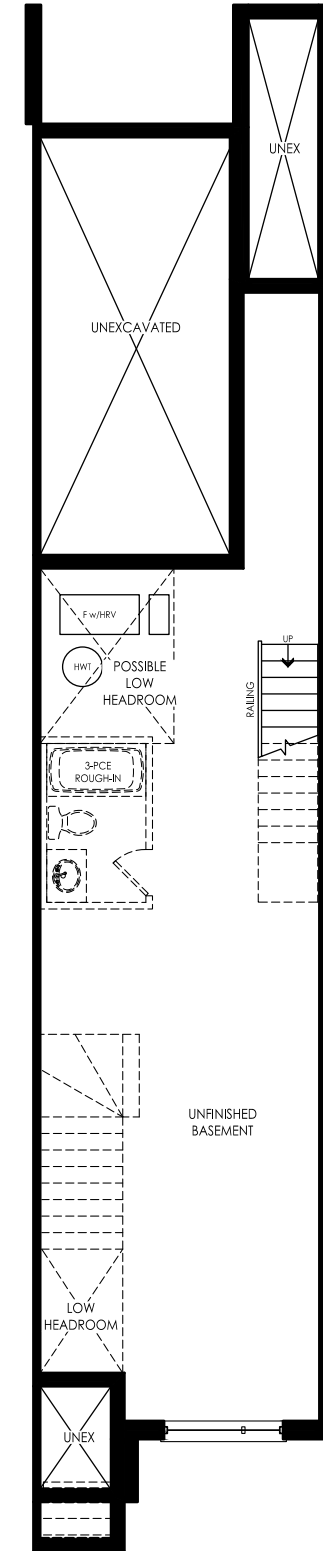 UNEX
UNEXCAVATED
F w/HRV
HWT
POSSIBLE
LOW
HEADROOM
UP
RAILING
3-PCE
ROUGH-IN
UNFINISHED
BASEMENT
LOW
HEADROOM
UNEX